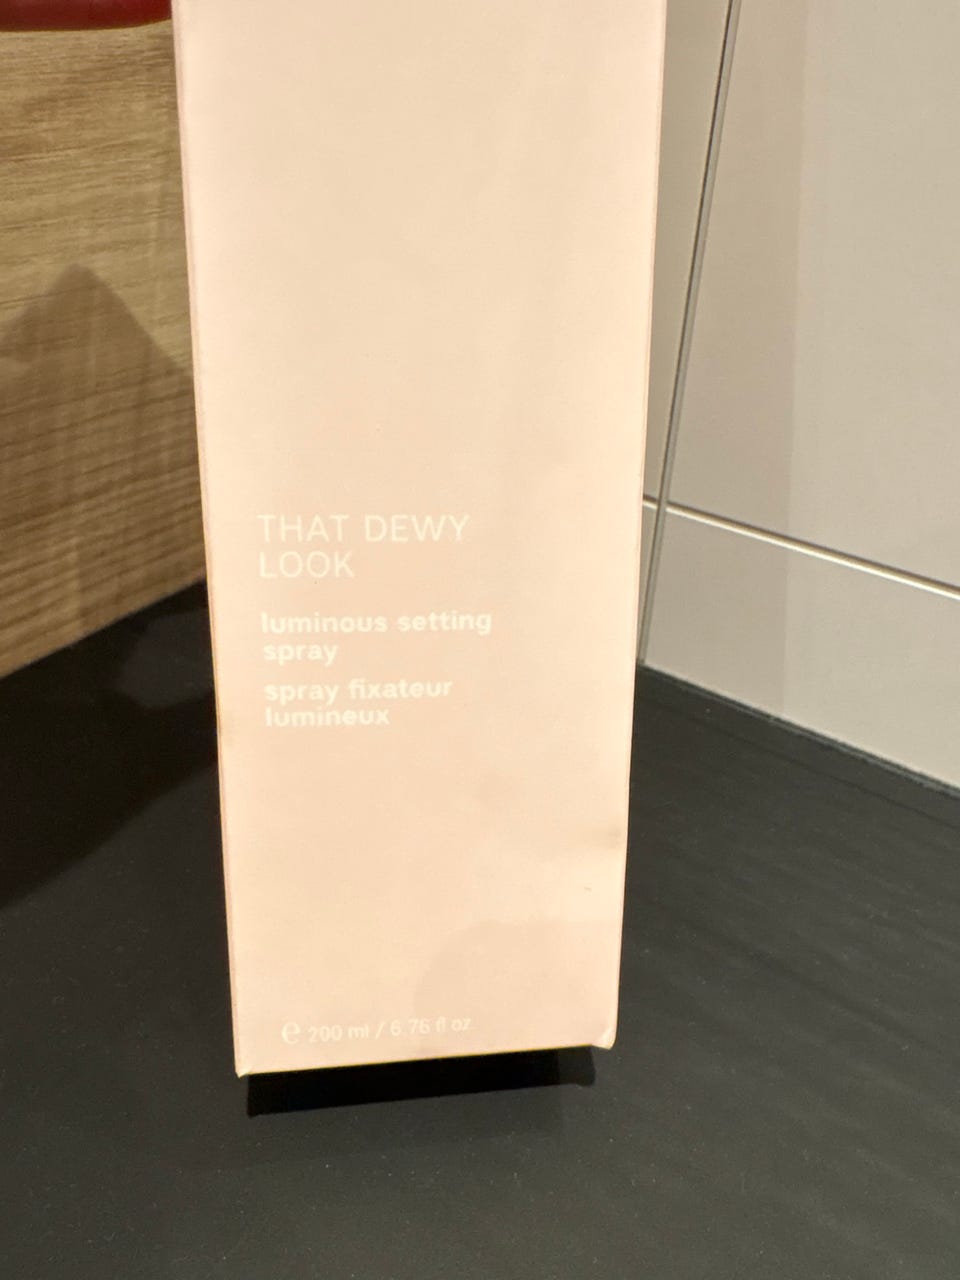 THAT DEWY
LOOK
luminous setting
spray
spray fixateur
lumineux
℮ 200 ml / 6.76 fl oz.